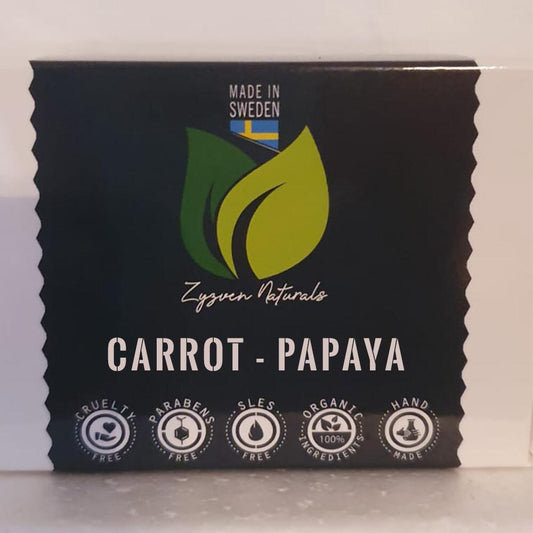 MADE IN
SWEDEN
Zyzven Naturals
CARROT - PAPAYA
CRUELTY
FREE
PARABENS
FREE
SLES
FREE
ORGANIC
100%
INGREDIENTS
HAND
MADE